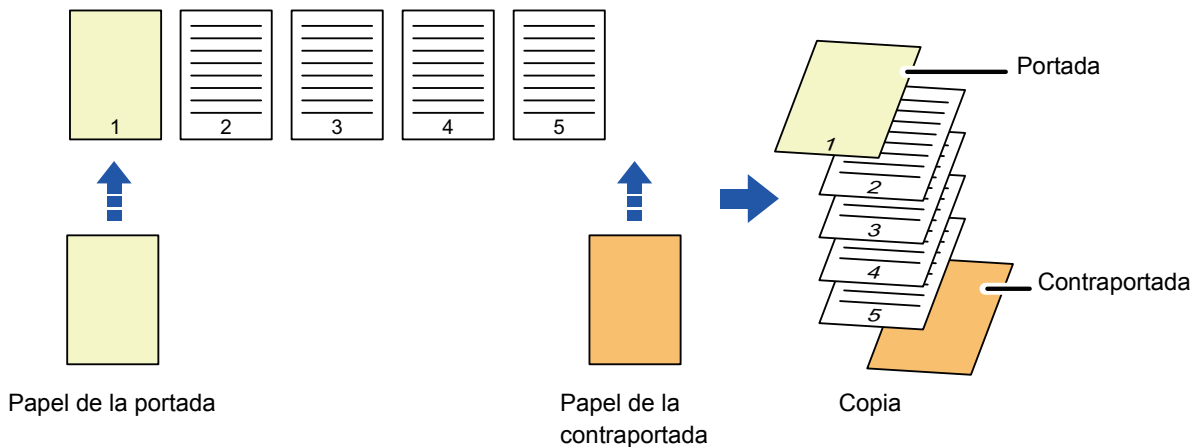 1
2
3
4
5
Portada
1
2
3
4
5
Contraportada
Papel de la portada
Papel de la
contraportada
Copia